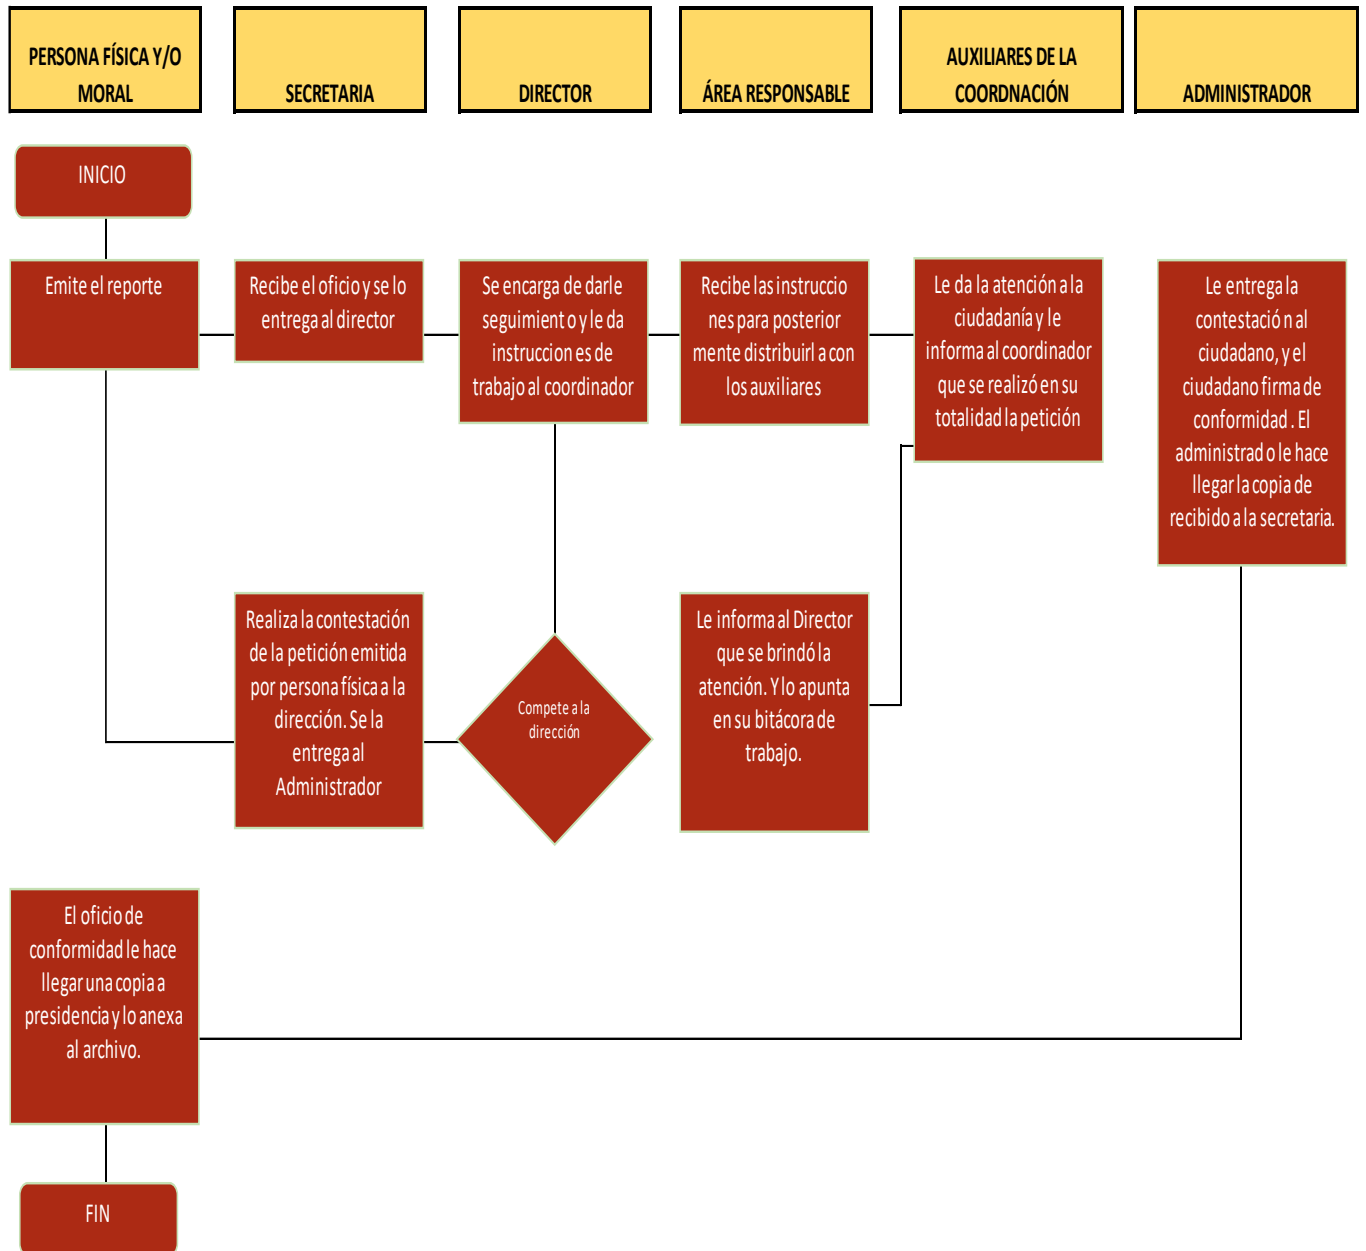 PERSONA FÍSICA Y/O
MORAL
SECRETARIA
DIRECTOR
ÁREA RESPONSABLE
AUXILIARES DE LA
COORDNACIÓN
ADMINISTRADOR
INICIO
Emite el reporte
Recibe el oficio y se lo
entrega al director
Se encarga de darle
seguimient o y le da
instruccion es de
trabajo al coordinador
Recibe las instruccio
nes para posterior
mente distribuirl a con
los auxiliares
Le da la atención a la
ciudadanía y le
informa al coordinador
que se realizó en su
totalidad la petición
Le entrega la
contestació n al
ciudadano, y el
ciudadano firma de
conformidad . El
administrad o le hace
llegar la copia de
recibido a la secretaria.
Realiza la contestación
de la petición emitida
por persona física a la
dirección. Se la
entrega al
Administrador
Compete a la
dirección
Le informa al Director
que se brindó la
atención. Y lo apunta
en su bitácora de
trabajo.
El oficio de
conformidad le hace
llegar una copia a
presidencia y lo anexa
al archivo.
FIN